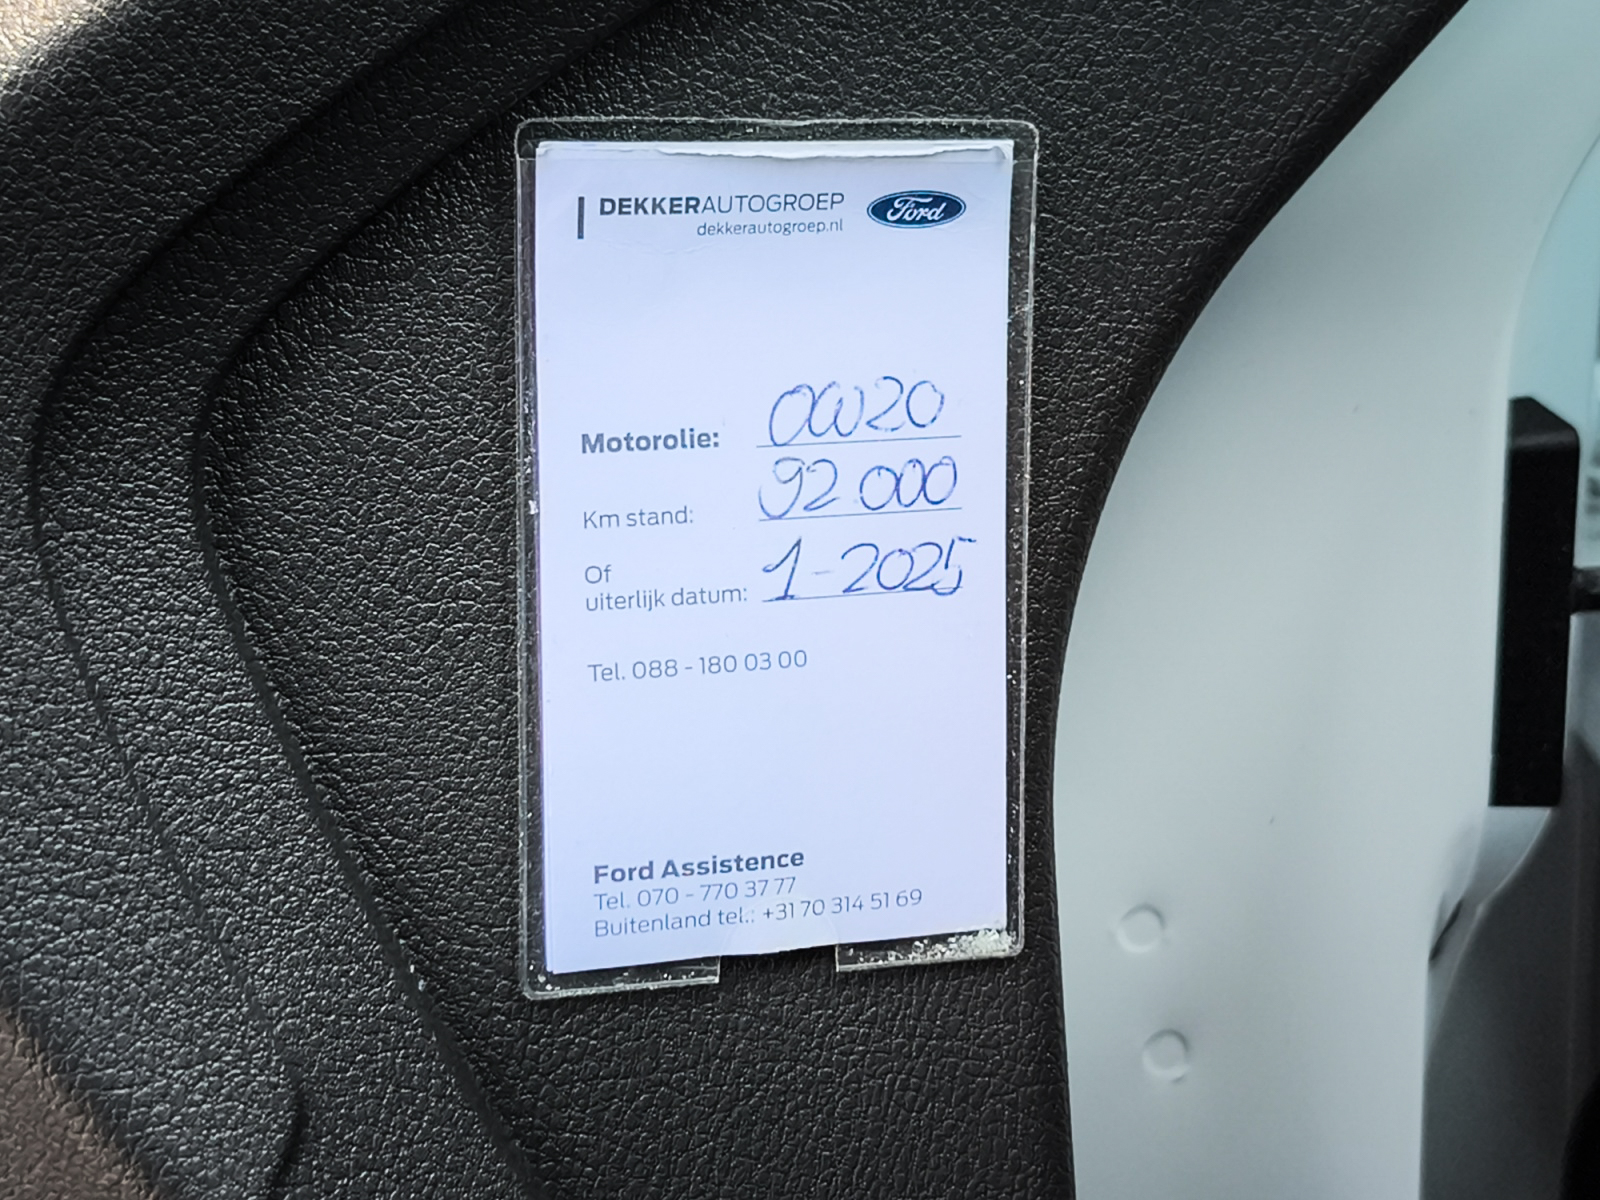 DEKKERAUTOGROEP
dekkerautogroep.nl
Ford
Motorolie: 0W20
Km stand: 92.000
Of
uiterlijk datum: 1-2025
Tel. 088 - 180 03 00
Ford Assistence
Tel. 070 - 770 37 77
Buitenland tel.: +31 70 314 51 69